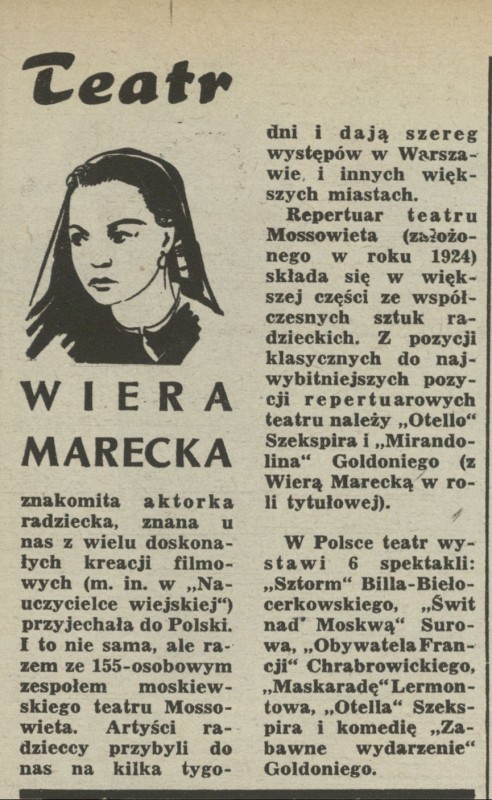 Teatr
WIERA
MARECKA
znakomita aktorka
radziecka, znana u
nas z wielu doskona-
łych kreacji filmo-
wych (m. in. w „Na-
uczycielce wiejskiej“)
przyjechała do Polski.
I to nie sama, ale ra-
zem ze 155-osobowym
zespołem moskiew-
skiego teatru Mosso-
wieta. Artyści ra-
dzieccy przybyli do
nas na kilka tygo-
dni i dają szereg
występów w Warsza-
wie i innych więk-
szych miastach.
Repertuar teatru
Mossowieta (założo-
nego w roku 1924)
składa się w więk-
szej części ze współ-
czesnych sztuk ra-
dzieckich. Z pozycji
klasycznych do naj-
wybitniejszych pozy-
cji repertuarowych
teatru należy „Otello“
Szekspira i „Mirando-
lina“ Goldoniego (z
Wierą Marecką w ro-
li tytułowej).
W Polsce teatr wy-
stawi 6 spektakli:
„Sztorm“ Billa-Bieło-
cerkowskiego, „Świt
nad Moskwą“ Suro-
wa, „Obywatela Fran-
cji“ Chrabrowickiego,
„Maskaradę“ Lermon-
towa, „Otella“ Szeks-
pira i komedię „Za-
bawne wydarzenie“
Goldoniego.